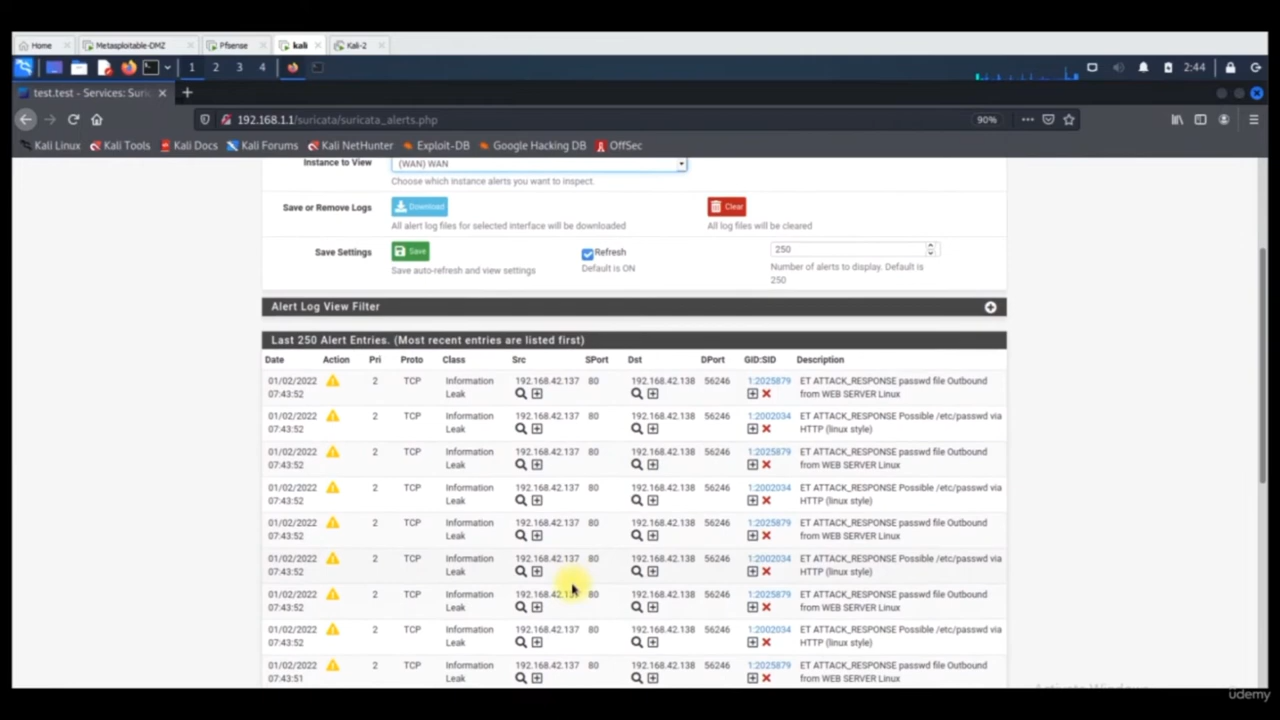 Home Metasploitable-DMZ Pfsense kali Kali-2
1 2 3 4 2:44
test.test - Services: Suric
192.168.1.1/suricata/suricata_alerts.php 90%
Kali Linux Kali Tools Kali Docs Kali Forums Kali NetHunter Exploit-DB Google Hacking DB OffSec
Instance to View (WAN) WAN
Choose which instance alerts you want to inspect.
Save or Remove Logs Download Clear
All alert log files for selected interface will be downloaded All log files will be cleared
Save Settings Save Refresh 250
Save auto-refresh and view settings Default is ON Number of alerts to display. Default is
250
Alert Log View Filter
Last 250 Alert Entries. (Most recent entries are listed first)
Date Action Pri Proto Class Src SPort Dst DPort GID:SID Description
01/02/2022 2 TCP Information 192.168.42.137 80 192.168.42.138 56246 1:2025879 ET ATTACK_RESPONSE passwd file Outbound
07:43:52 Leak from WEB SERVER Linux
01/02/2022 2 TCP Information 192.168.42.137 80 192.168.42.138 56246 1:2002034 ET ATTACK_RESPONSE Possible /etc/passwd via
07:43:52 Leak HTTP (linux style)
01/02/2022 2 TCP Information 192.168.42.137 80 192.168.42.138 56246 1:2025879 ET ATTACK_RESPONSE passwd file Outbound
07:43:52 Leak from WEB SERVER Linux
01/02/2022 2 TCP Information 192.168.42.137 80 192.168.42.138 56246 1:2002034 ET ATTACK_RESPONSE Possible /etc/passwd via
07:43:52 Leak HTTP (linux style)
01/02/2022 2 TCP Information 192.168.42.137 80 192.168.42.138 56246 1:2025879 ET ATTACK_RESPONSE passwd file Outbound
07:43:52 Leak from WEB SERVER Linux
01/02/2022 2 TCP Information 192.168.42.137 80 192.168.42.138 56246 1:2002034 ET ATTACK_RESPONSE Possible /etc/passwd via
07:43:52 Leak HTTP (linux style)
01/02/2022 2 TCP Information 192.168.42.137 80 192.168.42.138 56246 1:2025879 ET ATTACK_RESPONSE passwd file Outbound
07:43:52 Leak from WEB SERVER Linux
01/02/2022 2 TCP Information 192.168.42.137 80 192.168.42.138 56246 1:2002034 ET ATTACK_RESPONSE Possible /etc/passwd via
07:43:52 Leak HTTP (linux style)
01/02/2022 2 TCP Information 192.168.42.137 80 192.168.42.138 56246 1:2025879 ET ATTACK_RESPONSE passwd file Outbound
07:43:51 Leak from WEB SERVER Linux
Activate Windows
ûdemy